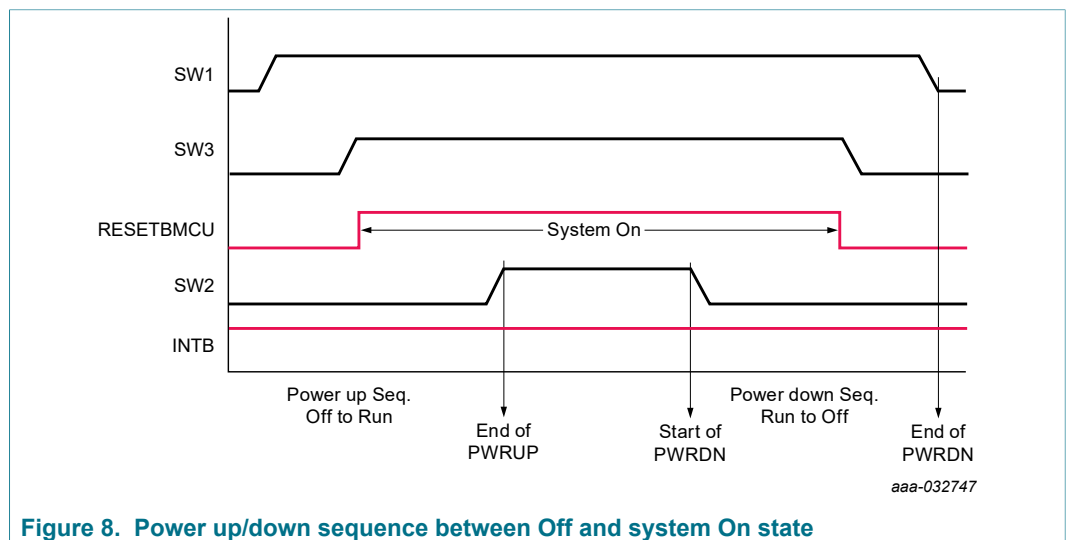 SW1
SW3
RESETBMCU
System On
SW2
INTB
Power up Seq.
Off to Run
End of
PWRUP
Start of
PWRDN
Power down Seq.
Run to Off
End of
PWRDN
aaa-032747
Figure 8. Power up/down sequence between Off and system On state